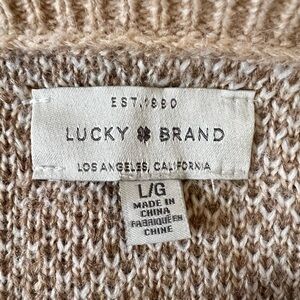 EST. 1990
LUCKY BRAND
LOS ANGELES, CALIFORNIA
L/G
MADE IN
CHINA
FABRIQUÉ EN
CHINE